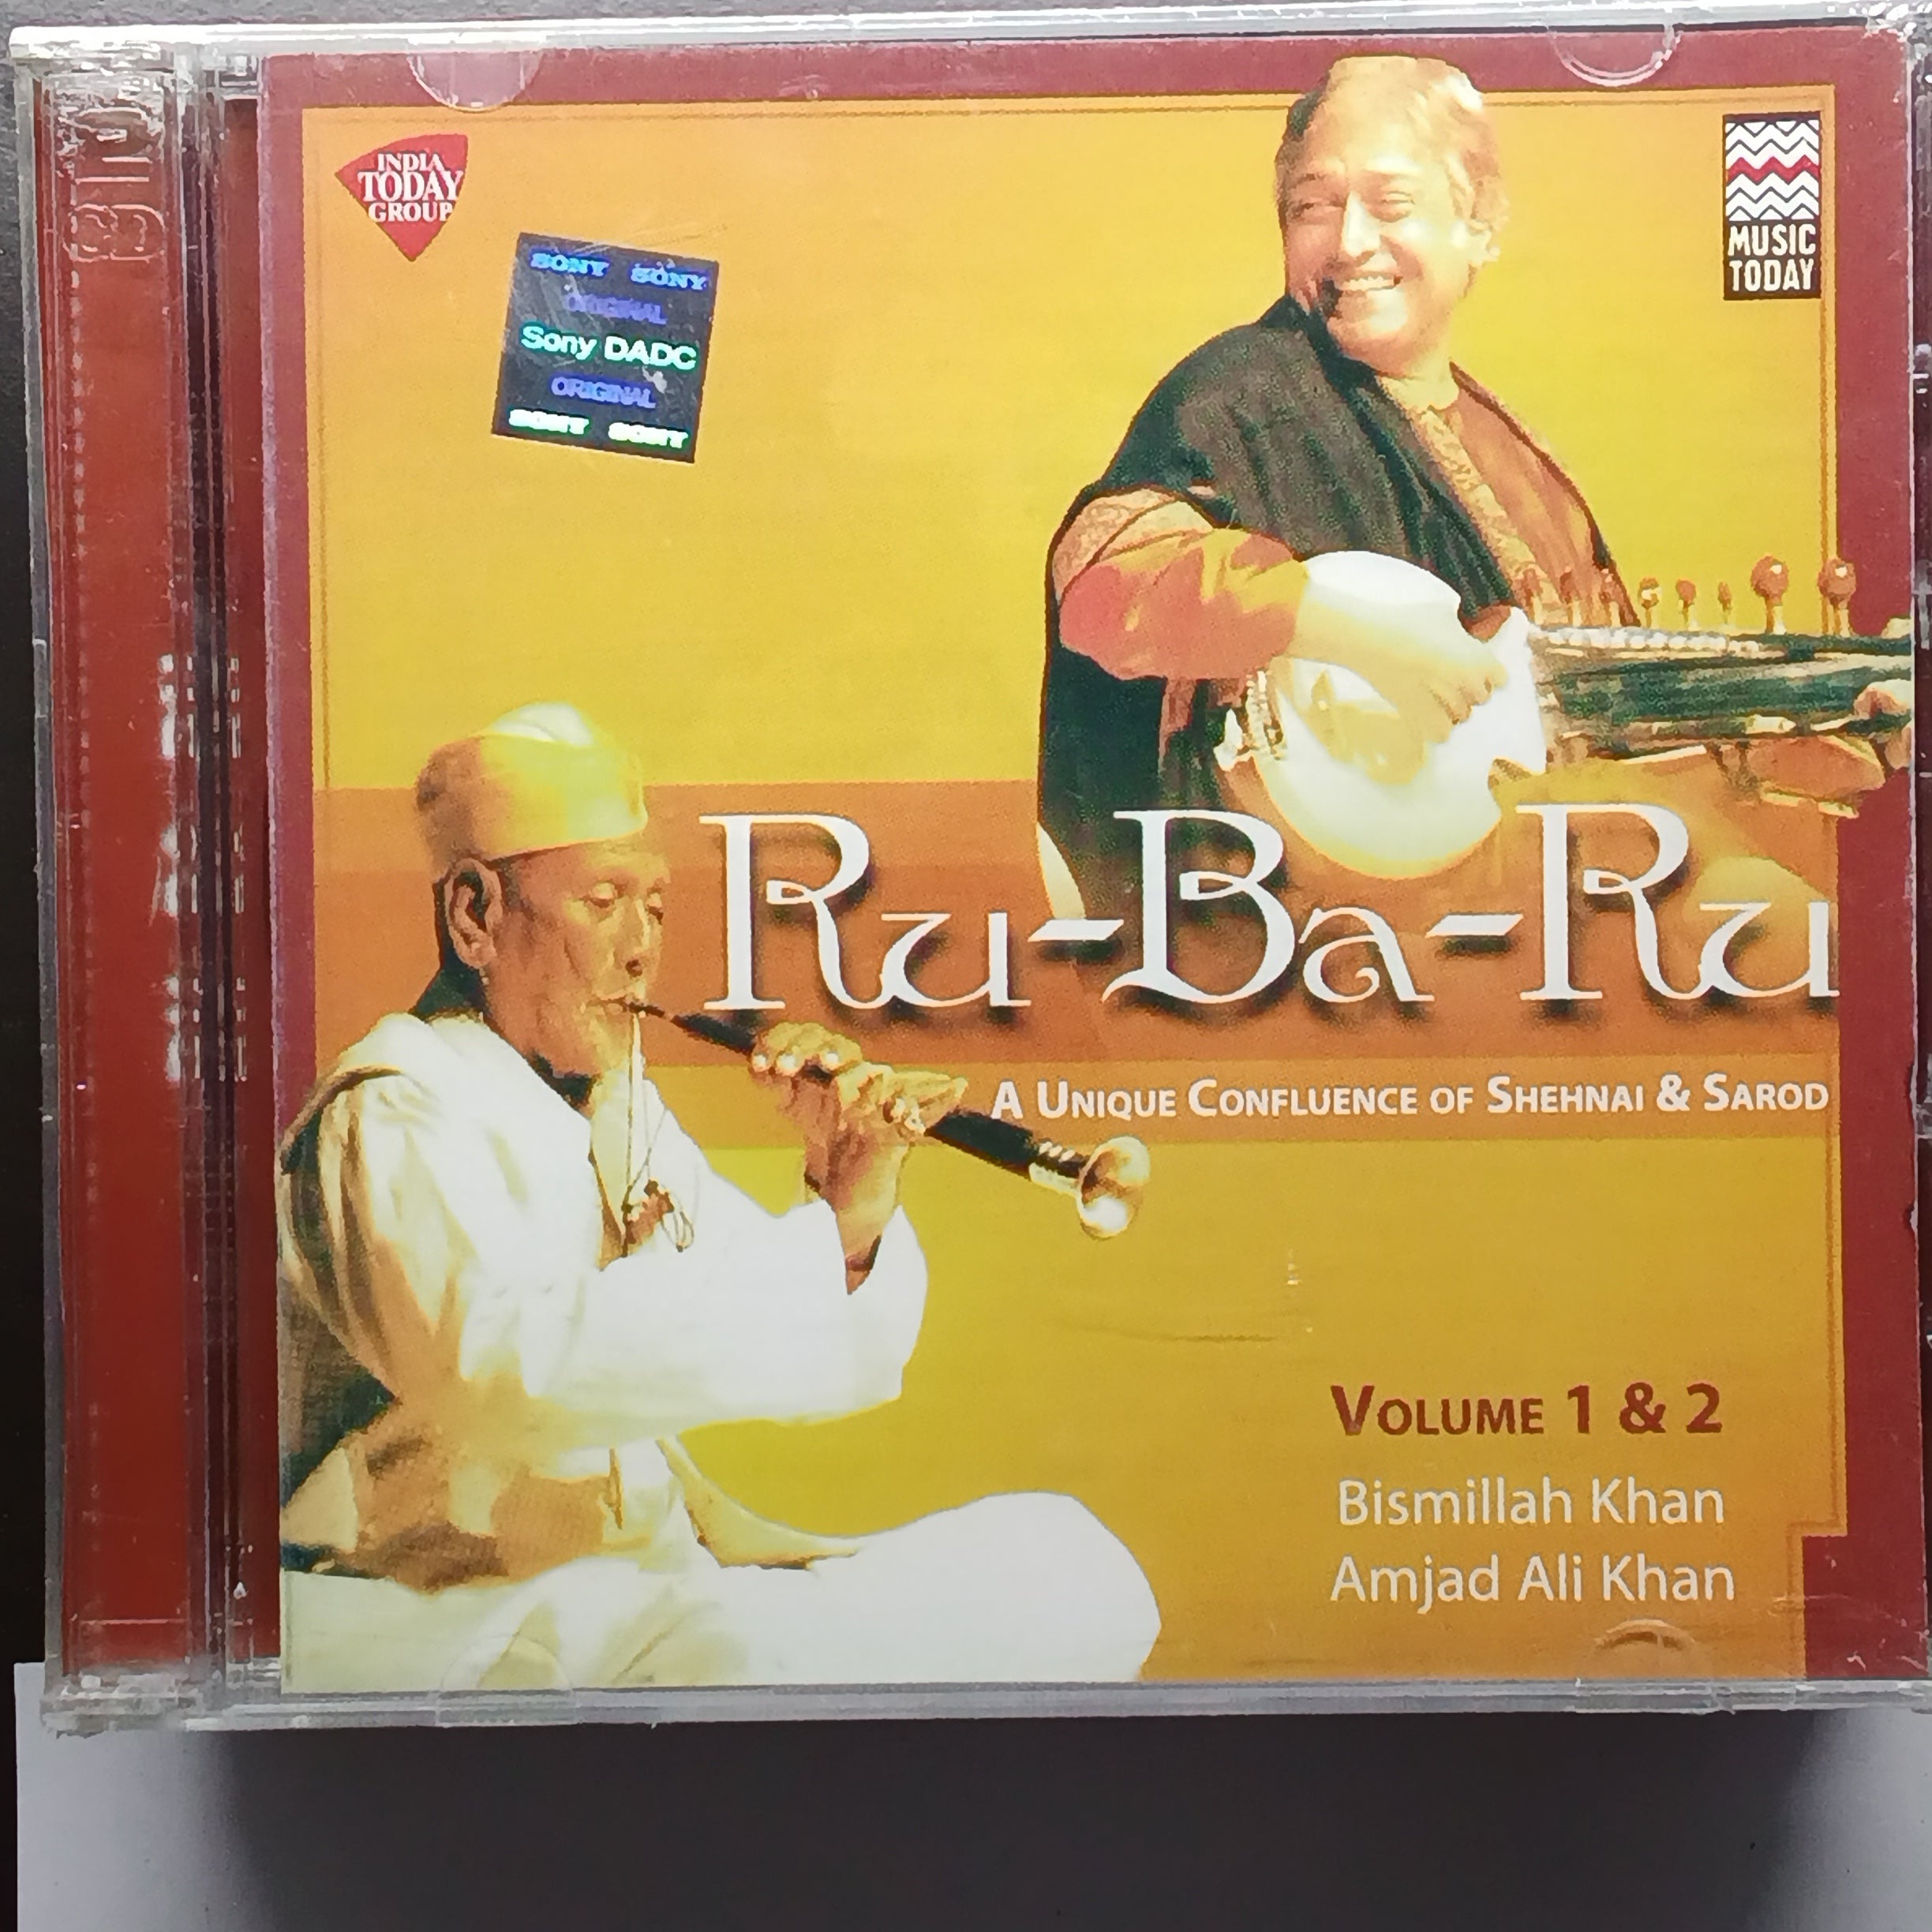 INDIA
TODAY
GROUP
MUSIC
TODAY
SONY SONY
ORIGINAL
Sony DADC
ORIGINAL
SONY SONY
Ru-Ba-Ru
A UNIQUE CONFLUENCE OF SHEHNAI & SAROD
VOLUME 1 & 2
Bismillah Khan
Amjad Ali Khan